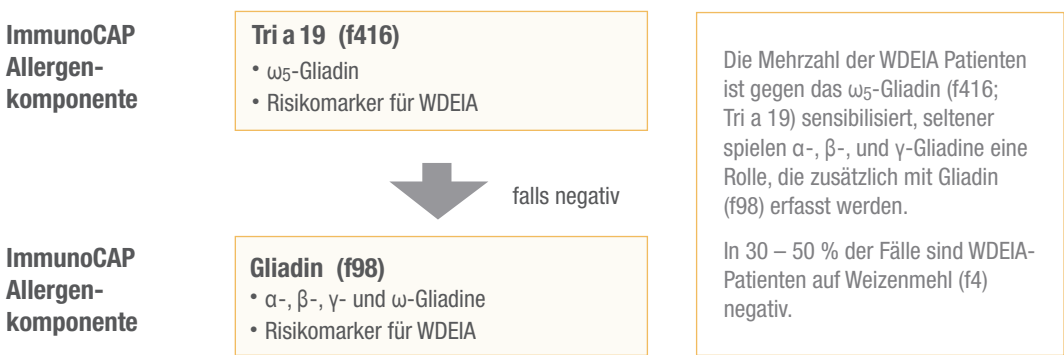 ImmunoCAP
Allergen-
komponente
Tri a 19 (f416)
• ω5-Gliadin
• Risikomarker für WDEIA
falls negativ
ImmunoCAP
Allergen-
komponente
Gliadin (f98)
• α-, β-, γ- und ω-Gliadine
• Risikomarker für WDEIA
Die Mehrzahl der WDEIA Patienten
ist gegen das ω5-Gliadin (f416;
Tri a 19) sensibilisiert, seltener
spielen α-, β-, und γ-Gliadine eine
Rolle, die zusätzlich mit Gliadin
(f98) erfasst werden.
In 30 – 50 % der Fälle sind WDEIA-
Patienten auf Weizenmehl (f4)
negativ.